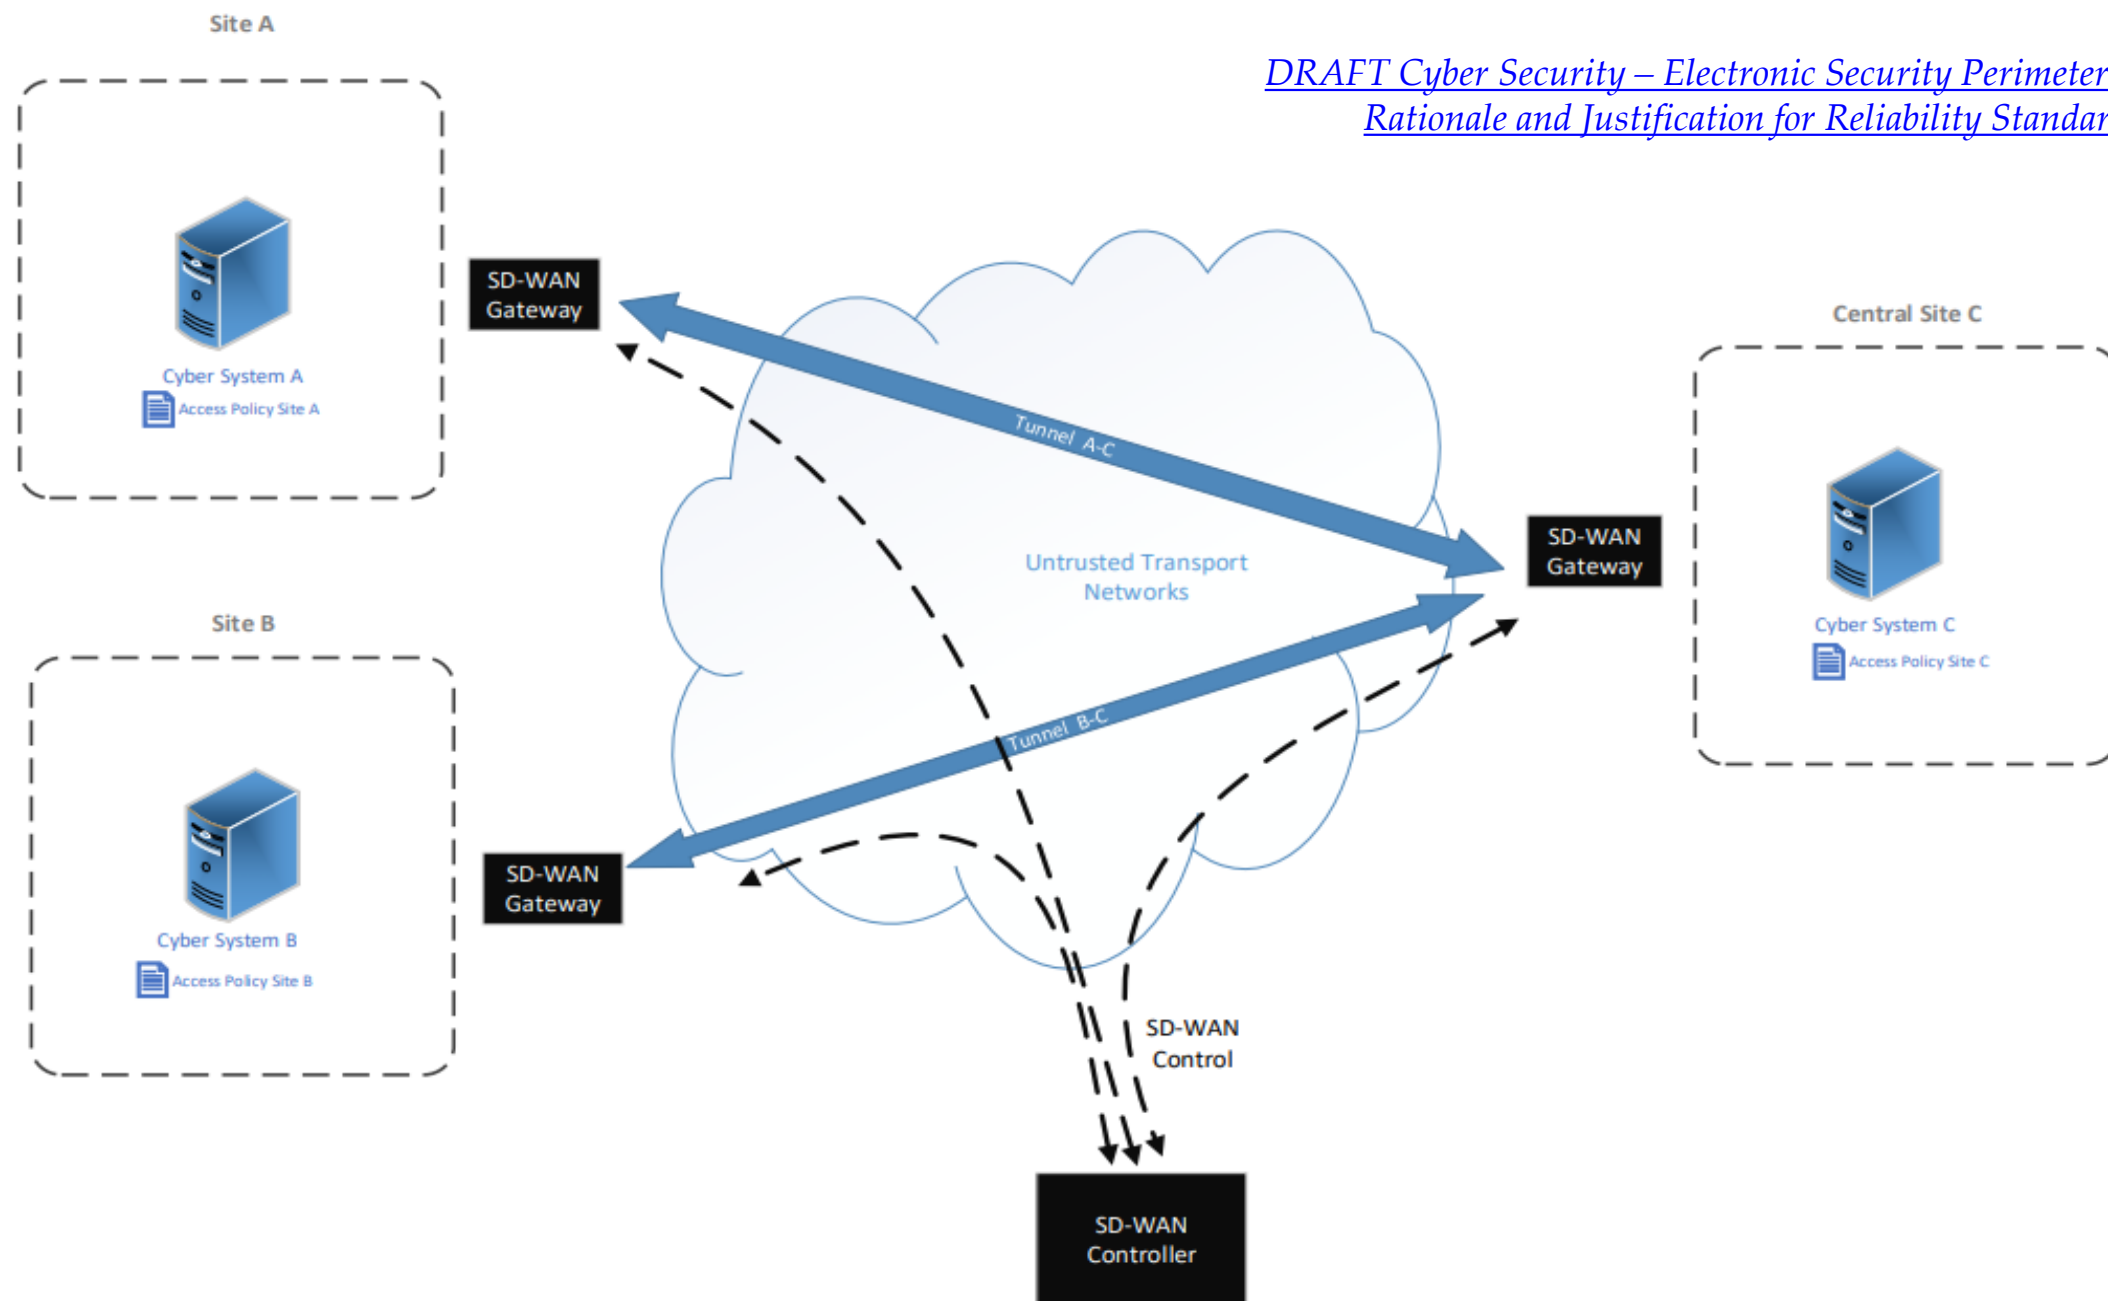 Site A
DRAFT Cyber Security – Electronic Security Perimeter
Rationale and Justification for Reliability Standar
SD-WAN
Gateway
Cyber System A
Access Policy Site A
Tunnel A-C
Central Site C
Untrusted Transport
Networks
SD-WAN
Gateway
Cyber System C
Access Policy Site C
Site B
Tunnel B-C
SD-WAN
Gateway
Cyber System B
Access Policy Site B
SD-WAN
Control
SD-WAN
Controller